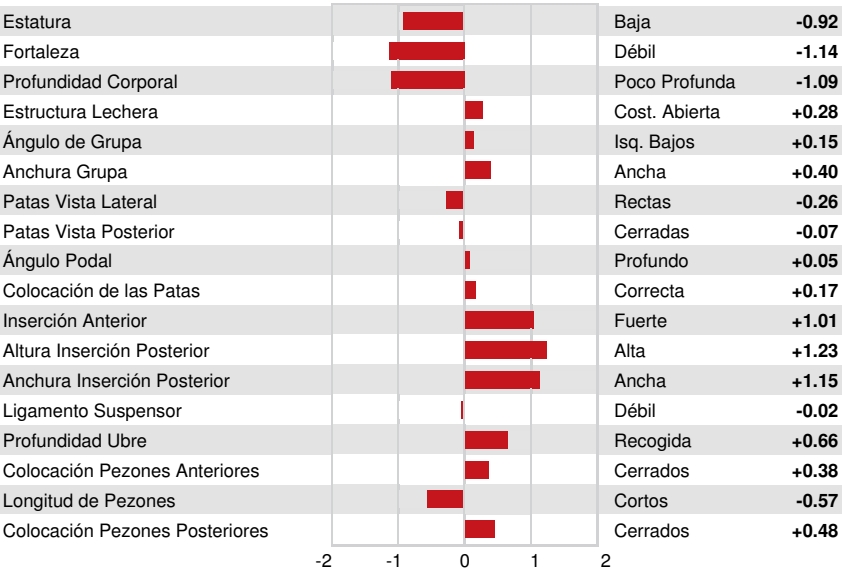 Estatura Baja -0.92
Fortaleza Débil -1.14
Profundidad Corporal Poco Profunda -1.09
Estructura Lechera Cost. Abierta +0.28
Ángulo de Grupa Isq. Bajos +0.15
Anchura Grupa Ancha +0.40
Patas Vista Lateral Rectas -0.26
Patas Vista Posterior Cerradas -0.07
Ángulo Podal Profundo +0.05
Colocación de las Patas Correcta +0.17
Inserción Anterior Fuerte +1.01
Altura Inserción Posterior Alta +1.23
Anchura Inserción Posterior Ancha +1.15
Ligamento Suspensor Débil -0.02
Profundidad Ubre Recogida +0.66
Colocación Pezones Anteriores Cerrados +0.38
Longitud de Pezones Cortos -0.57
Colocación Pezones Posteriores Cerrados +0.48
-2 -1 0 1 2